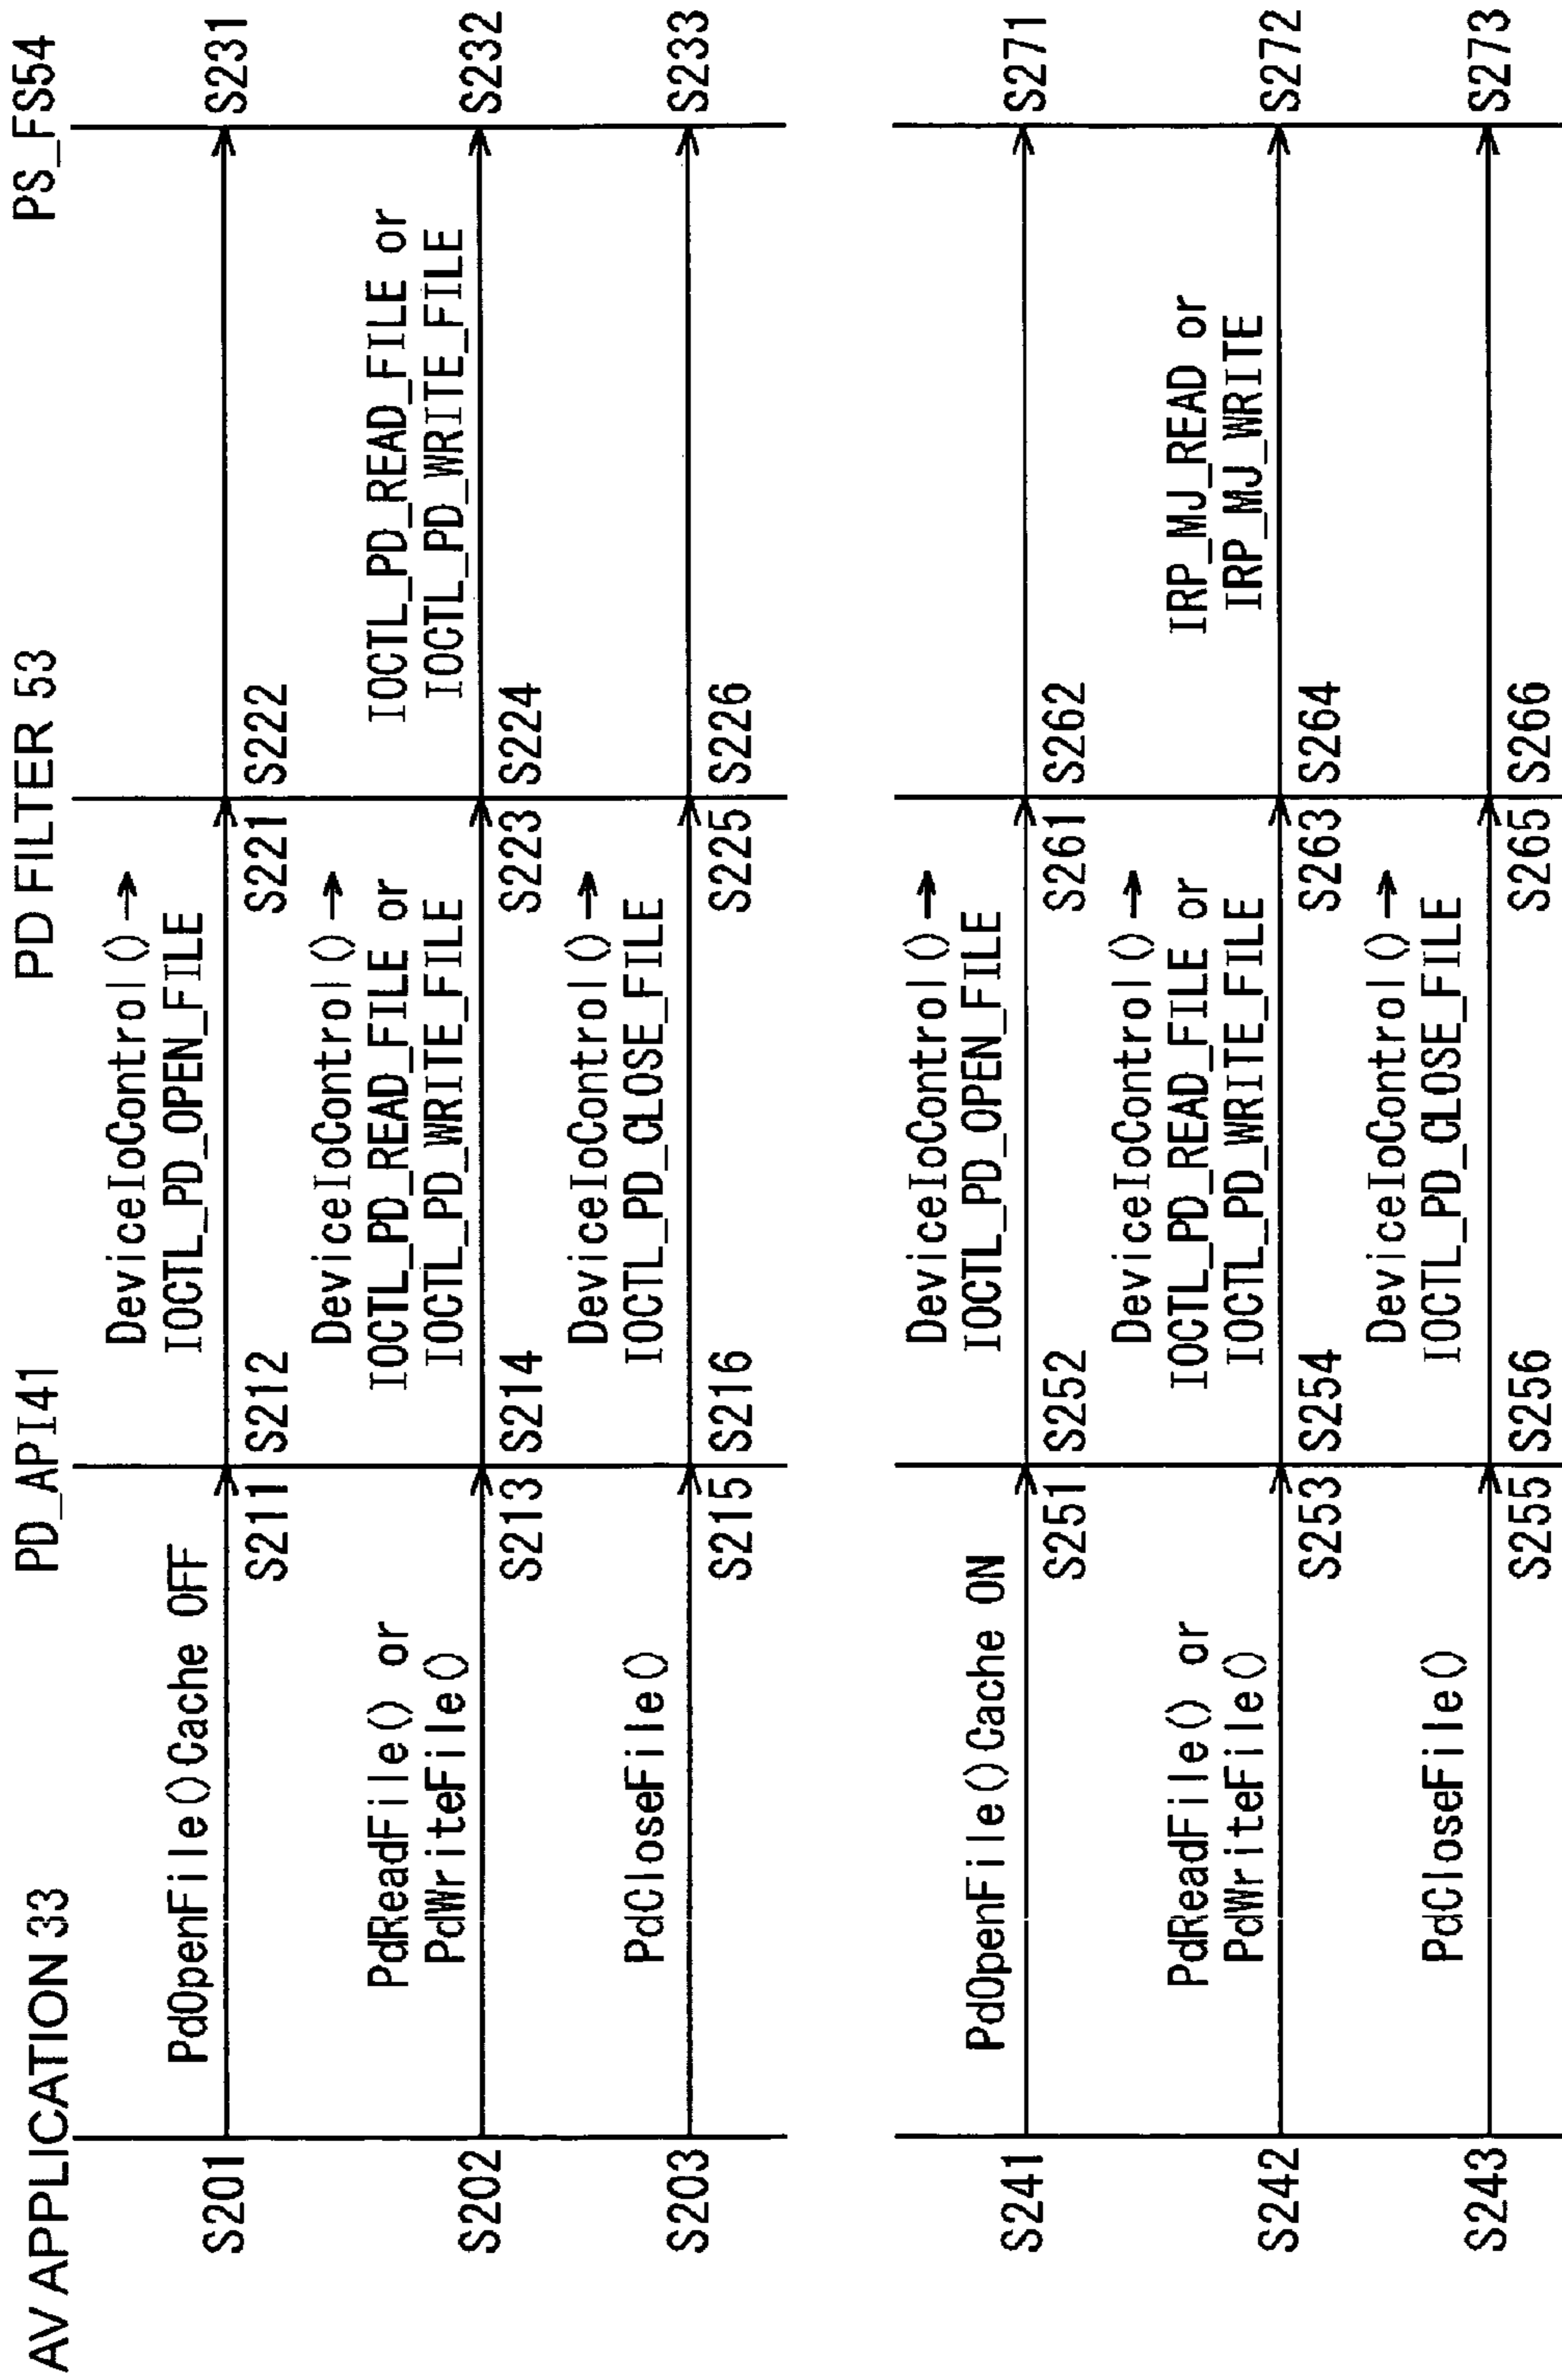 AV APPLICATION 33
PD_API41
PD FILTER 53
PS_FS54
DeviceIoControl()→
PdOpenFile()Cache OFF
IOCTL_PD_OPEN_FILE
S201
S211
S212
S221
S222
S231
DeviceIoControl()→
PdReadFile() or
IOCTL_PD_READ_FILE or
IOCTL_PD_READ_FILE or
PdWriteFile()
IOCTL_PD_WRITE_FILE
IOCTL_PD_WRITE_FILE
S202
S213
S214
S223
S224
S232
DeviceIoControl()→
PdCloseFile()
IOCTL_PD_CLOSE_FILE
S203
S215
S216
S225
S226
S233
DeviceIoControl()→
PdOpenFile()Cache ON
IOCTL_PD_OPEN_FILE
S241
S251
S252
S261
S262
S271
DeviceIoControl()→
PdReadFile() or
IOCTL_PD_READ_FILE or
IRP_MJ_READ or
PdWriteFile()
IOCTL_PD_WRITE_FILE
IRP_MJ_WRITE
S242
S253
S254
S263
S264
S272
DeviceIoControl()→
PdCloseFile()
IOCTL_PD_CLOSE_FILE
S243
S255
S256
S265
S266
S273